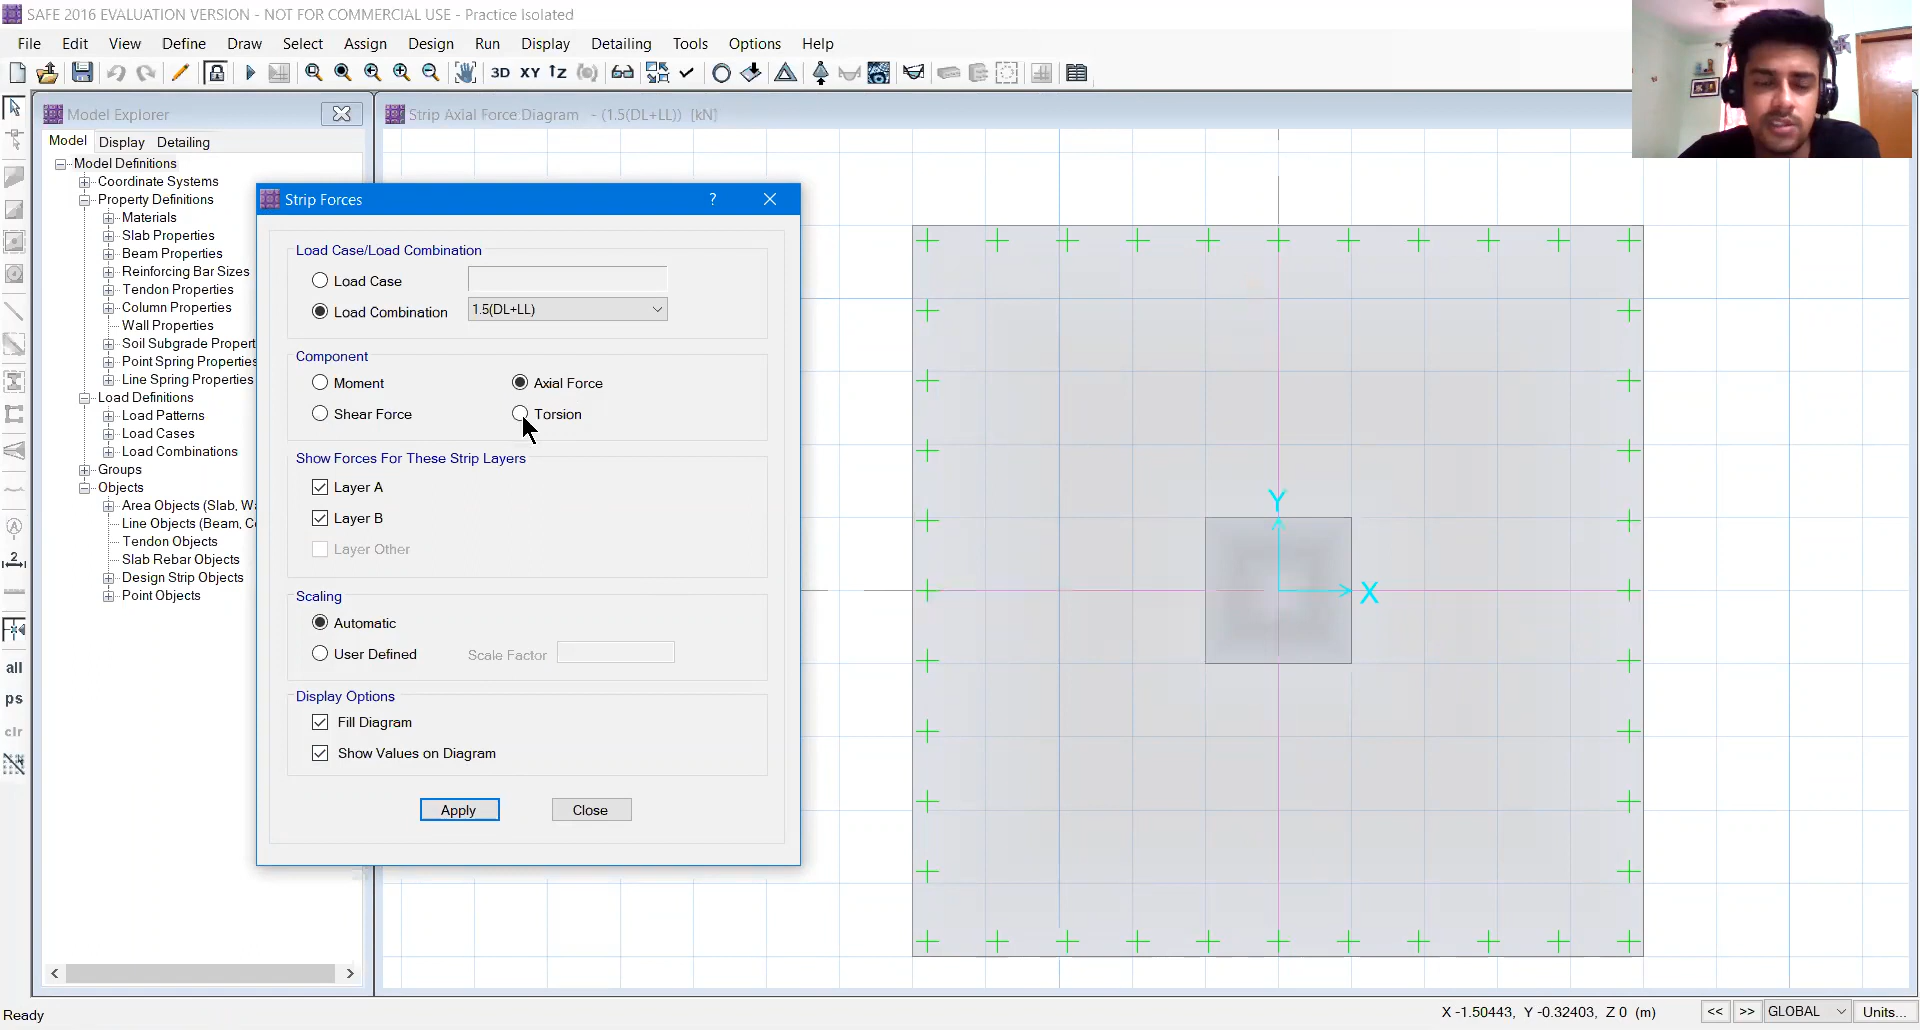 SAFE 2016 EVALUATION VERSION - NOT FOR COMMERCIAL USE - Practice Isolated
File Edit View Define Draw Select Assign Design Run Display Detailing Tools Options Help
3D XY
Model Explorer
Strip Axial Force Diagram - (1.5(DL+LL)) [kN]
Model Display Detailing
Model Definitions
Coordinate Systems
Property Definitions
Materials
Slab Properties
Beam Properties
Reinforcing Bar Sizes
Tendon Properties
Column Properties
Wall Properties
Soil Subgrade Propert
Point Spring Properties
Line Spring Properties
Load Definitions
Load Patterns
Load Cases
Load Combinations
Groups
Objects
Area Objects (Slab, Wa
Line Objects (Beam, Co
Tendon Objects
Slab Rebar Objects
Design Strip Objects
Point Objects
2
all
ps
clr
Strip Forces ?
Load Case/Load Combination
Load Case
Load Combination 1.5(DL+LL)
Component
Moment Axial Force
Shear Force Torsion
Show Forces For These Strip Layers
Layer A
Layer B
Layer Other
Scaling
Automatic
User Defined Scale Factor
Display Options
Fill Diagram
Show Values on Diagram
Apply Close
Y
X
Ready
X -1.50443, Y -0.32403, Z 0 (m) << >> GLOBAL Units...